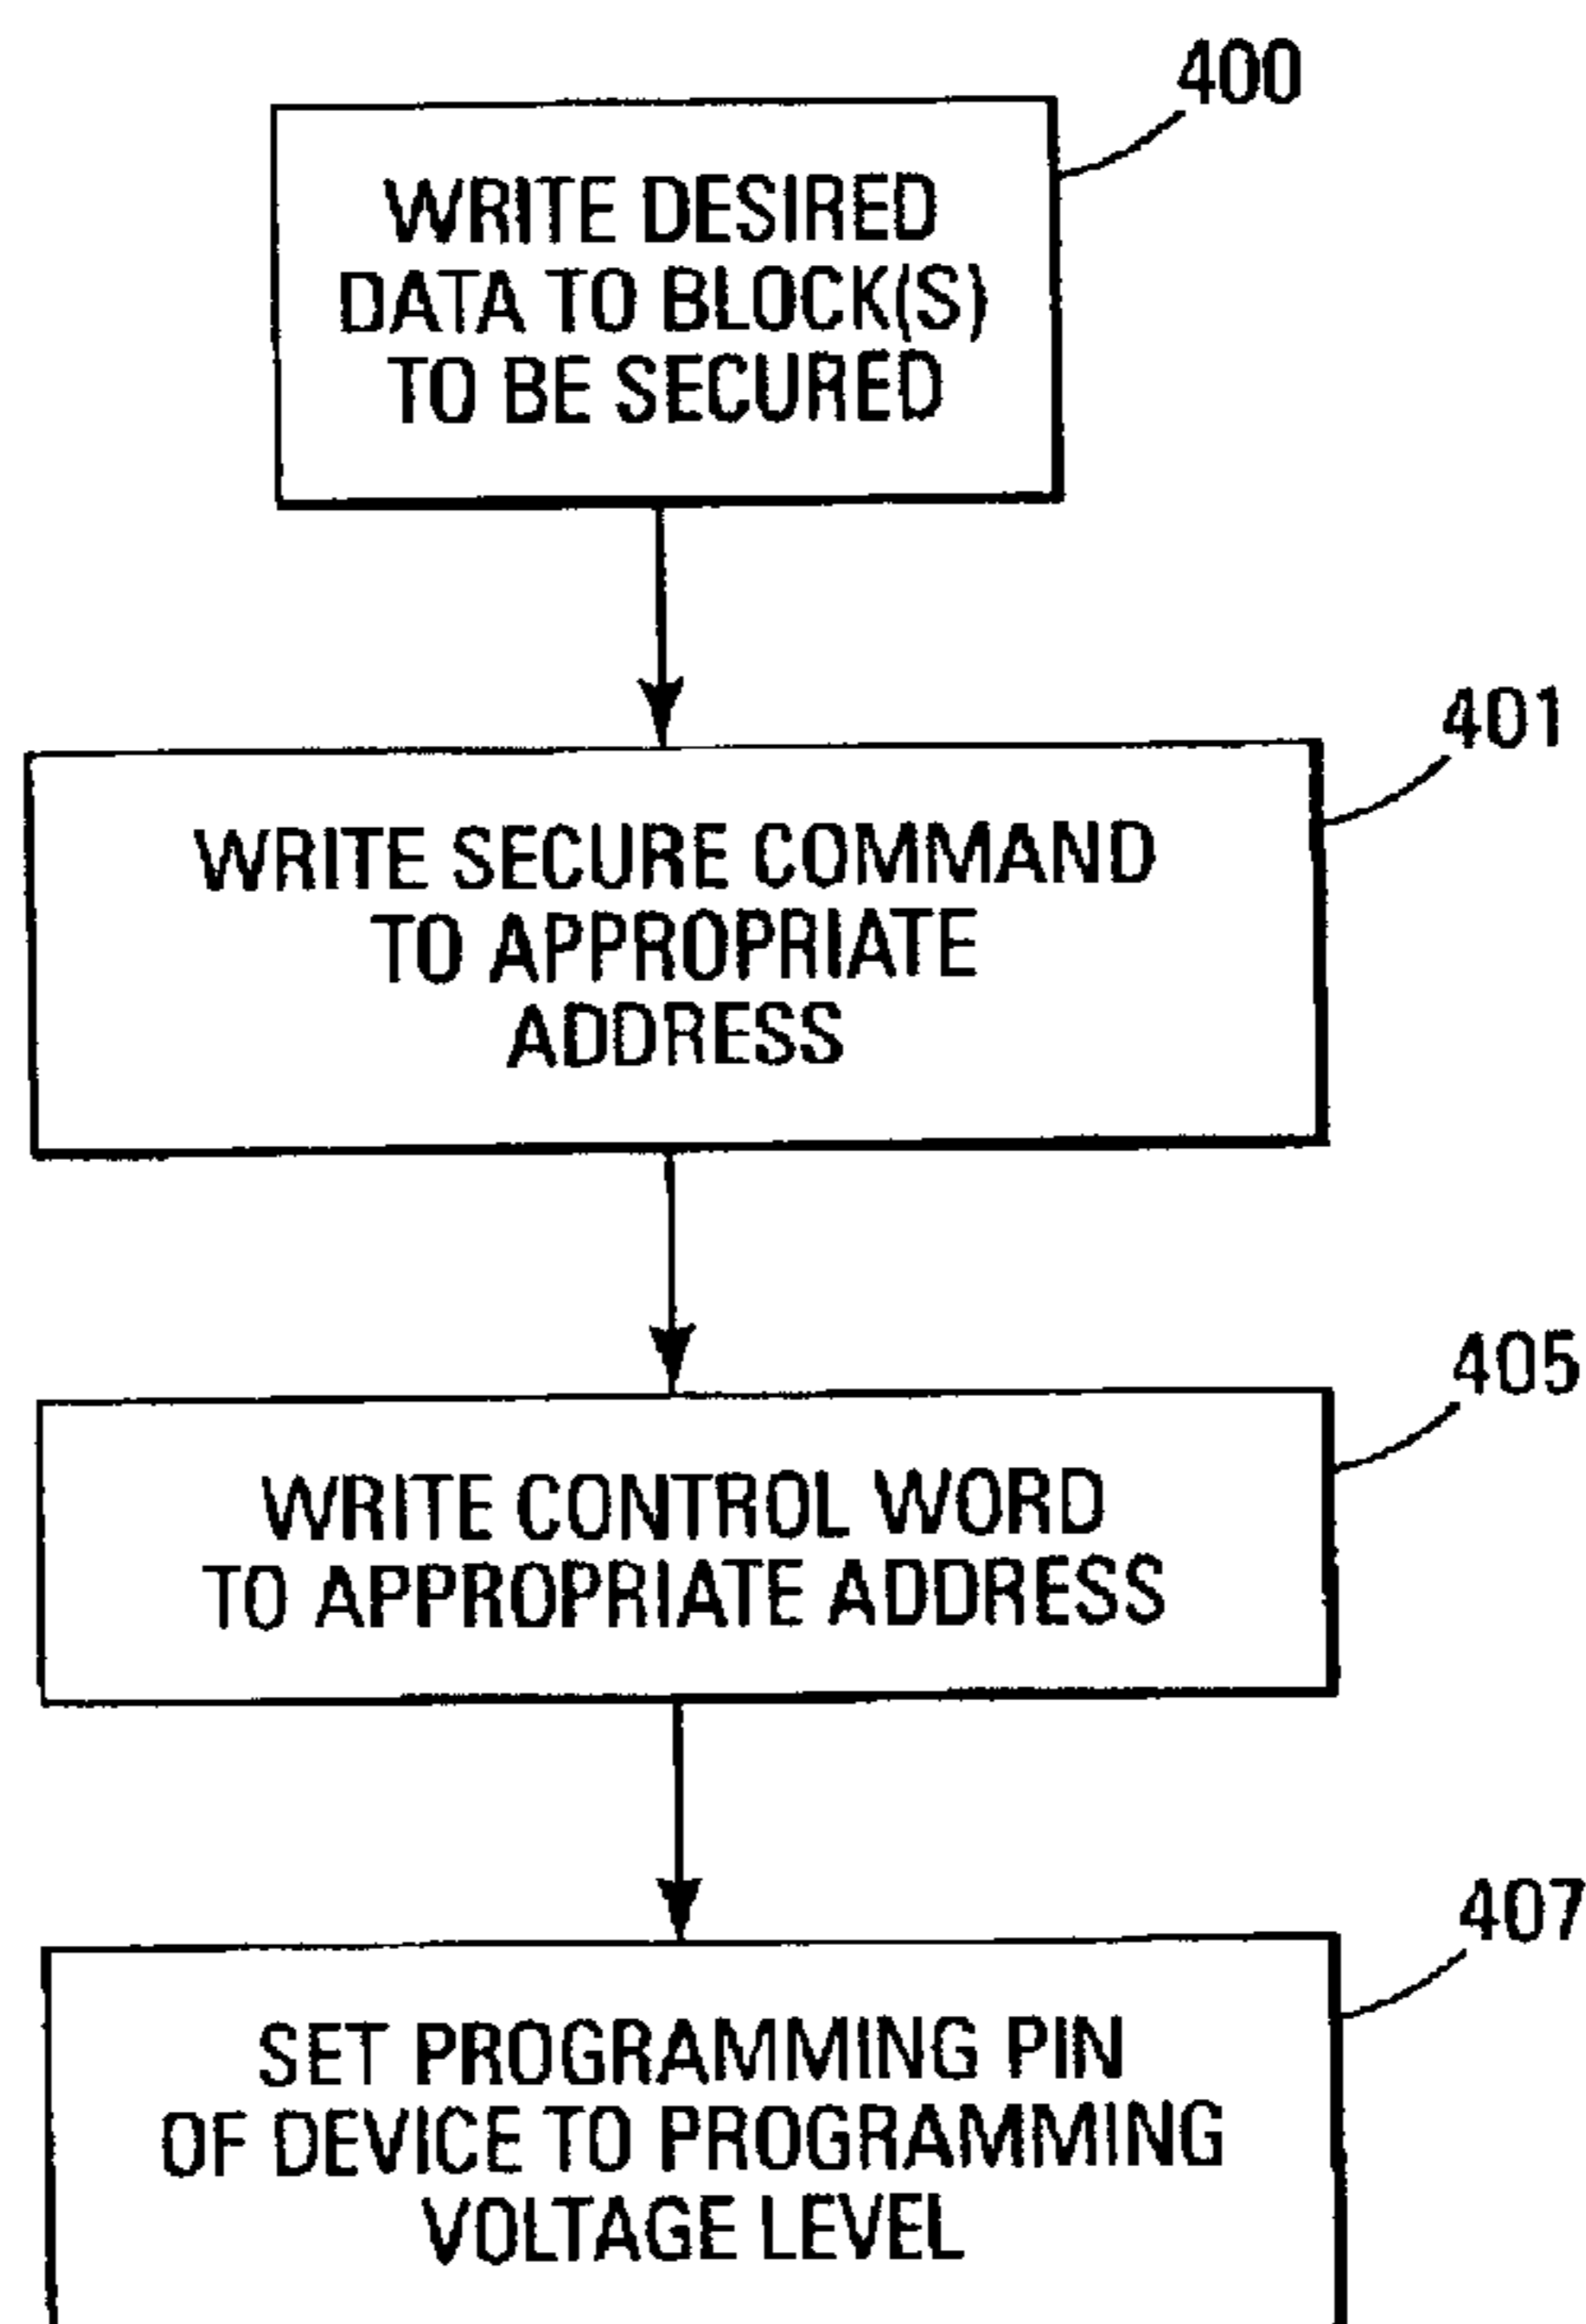 400
WRITE DESIRED
DATA TO BLOCK(S)
TO BE SECURED
401
WRITE SECURE COMMAND
TO APPROPRIATE
ADDRESS
405
WRITE CONTROL WORD
TO APPROPRIATE ADDRESS
407
SET PROGRAMMING PIN
OF DEVICE TO PROGRAMMING
VOLTAGE LEVEL